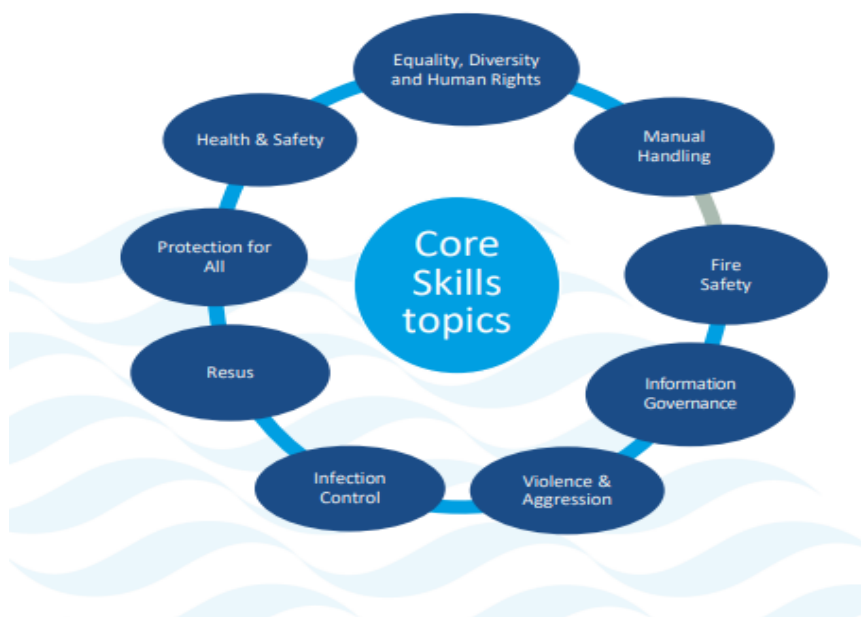 Equality, Diversity
and Human Rights
Manual
Handling
Fire
Safety
Information
Governance
Violence &
Aggression
Infection
Control
Resus
Protection for
All
Health & Safety
Core
Skills
topics